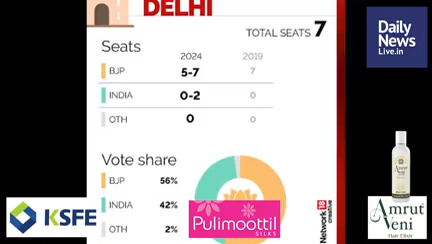 DELHI
TOTAL SEATS 7
Seats
2024 2019
BJP 5-7 7
INDIA 0-2 0
OTH 0 0
Vote share
BJP 56%
INDIA 42%
OTH 2%
Network18
creative
Daily
News
Live.in
KSFE
Pulimoottil
SILKS
Amrut
Veni
Hair Elixir